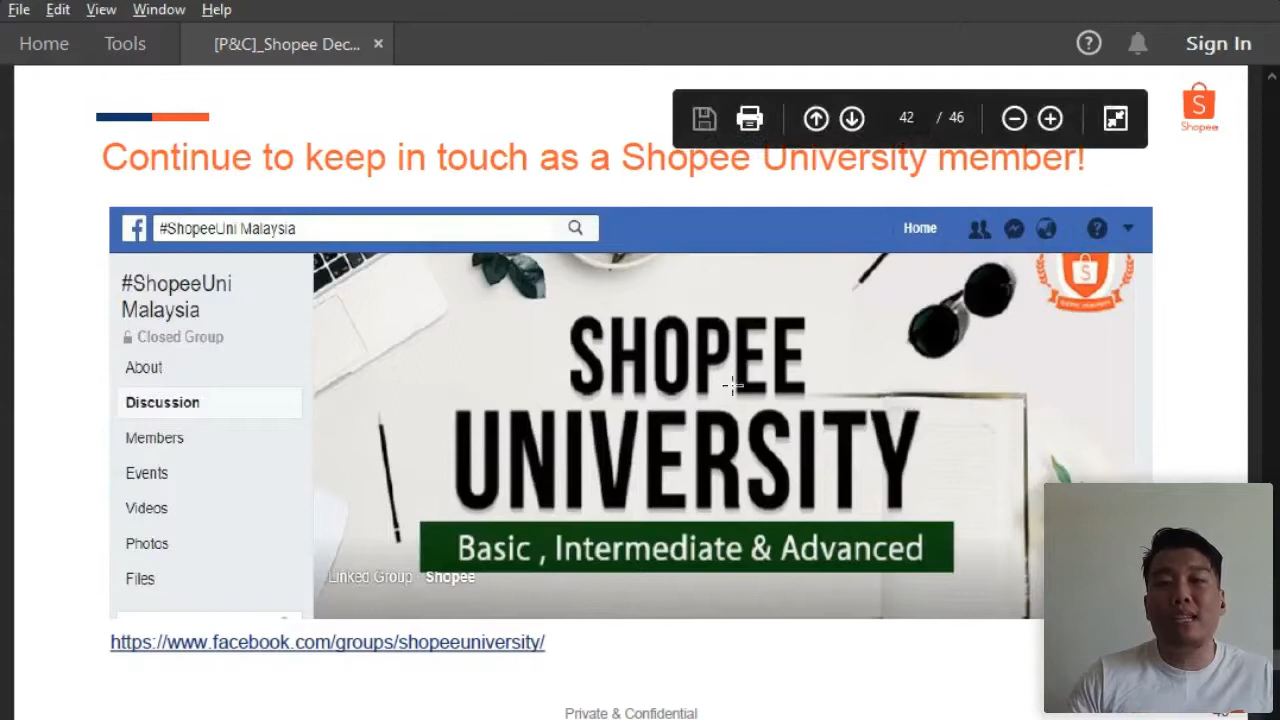 File Edit View Window Help
Home Tools [P&C]_Shopee Dec... × ? Sign In
42 / 46
S
Shopee
Continue to keep in touch as a Shopee University member!
f #ShopeeUni Malaysia Home ?
#ShopeeUni
Malaysia
Closed Group
About
Discussion
Members
Events
Videos
Photos
Files
S
SHOPEE
UNIVERSITY
Basic , Intermediate & Advanced
Linked Group · Shopee
https://www.facebook.com/groups/shopeeuniversity/
Private & Confidential